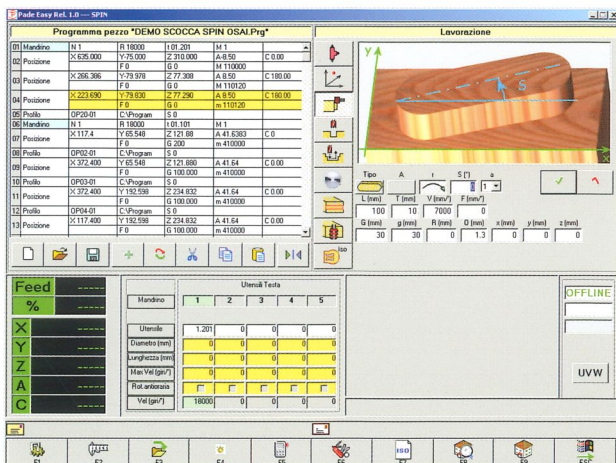 Pade Easy Rel. 1.0 --- SPIN
Programma pezzo "DEMO SCOCCA SPIN OSAI.Prg"
Lavorazione
01 Mandrino N 1 R 18000 t 01.201 M 1
02 Posizione X 635.000 Y-75.000 Z 310.000 A-8.50 C 0.00
F 0 G 0 M 110000
03 Posizione X 266.386 Y-79.978 Z 77.308 A 8.50 C 180.00
F 0 G 0 M 110120
04 Posizione X 223.690 Y-79.830 Z 77.290 A 8.50 C 180.00
F 0 G 0 m 110120
05 Profilo OP20-01 C:\Program S 0
06 Mandrino N 1 R 18000 t 01.101 M 1
07 Posizione X 117.4 Y 65.548 Z 121.88 A 41.6383 C 0
F 0 G 200 m 410000
08 Profilo OP02-01 C:\Program S 0
09 Posizione X 372.400 Y 65.548 Z 121.880 A 41.64 C 0.00
F 0 G 100.000 m 410000
10 Profilo OP03-01 C:\Program S 0
11 Posizione X 372.400 Y 192.598 Z 234.832 A 41.64 C 0.00
F 0 G 100.000 m 410000
12 Profilo OP04-01 C:\Program S 0
13 Posizione X 117.400 Y 192.598 Z 234.832 A 41.64 C 0.00
F 0 G 100.000 m 410000
y
S
x
Tipo A r S [°] a
0 1
L (mm) T (mm) V (mm/') F (mm/')
100 10 7000 0
G (mm) g (mm) R (mm) O (mm) x (mm) y (mm) z (mm)
30 30 0 1.3 0 0 0
ISO
Feed
%
X
Y
Z
A
C
Utensili Testa
Mandrino 1 2 3 4 5
Utensile 1.201 0 0 0 0
Diametro (mm) 0 0 0 0 0
Lunghezza (mm) 0 0 0 0 0
Max Vel (giri/') 0 0 0 0 0
Rot.antioraria
Vel (giri/') 18000 0 0 0 0
OFFLINE
UVW
ISO
F1 F2 F3 F4 F5 F6 F7 F8 F9 ESC